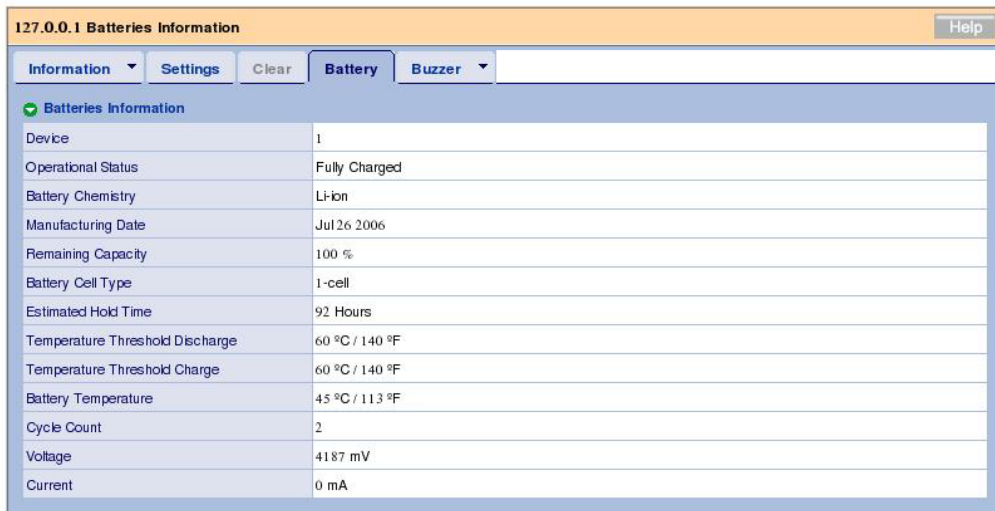 127.0.0.1 Batteries Information Help
Information Settings Clear Battery Buzzer
Batteries Information
Device 1
Operational Status Fully Charged
Battery Chemistry Li-ion
Manufacturing Date Jul 26 2006
Remaining Capacity 100 %
Battery Cell Type 1-cell
Estimated Hold Time 92 Hours
Temperature Threshold Discharge 60 ºC / 140 ºF
Temperature Threshold Charge 60 ºC / 140 ºF
Battery Temperature 45 ºC / 113 ºF
Cycle Count 2
Voltage 4187 mV
Current 0 mA